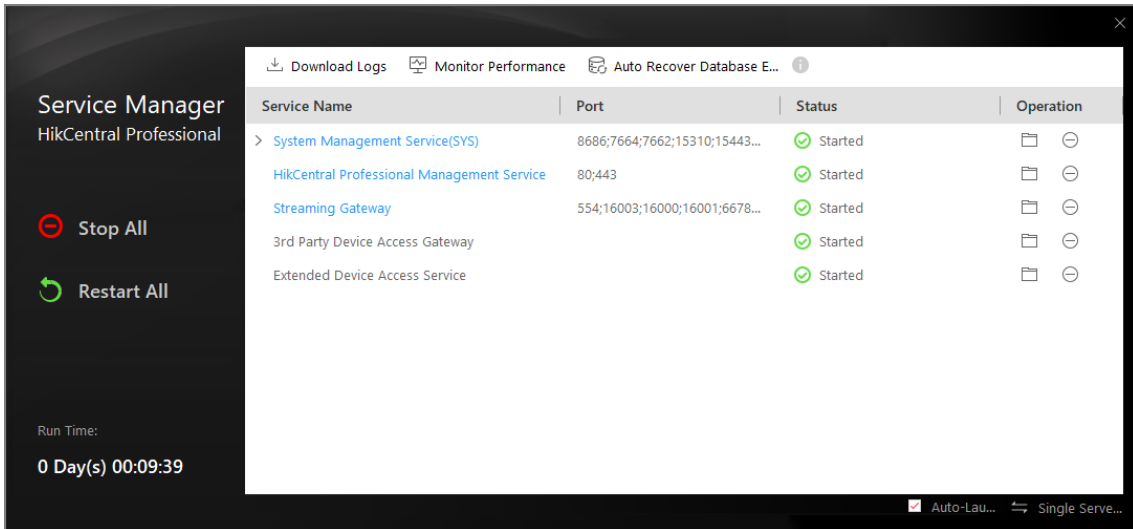 Download Logs Monitor Performance Auto Recover Database E...
Service Manager
HikCentral Professional
Service Name Port Status Operation
System Management Service(SYS) 8686;7664;7662;15310;15443... Started
HikCentral Professional Management Service 80;443 Started
Streaming Gateway 554;16003;16000;16001;6678... Started
3rd Party Device Access Gateway Started
Extended Device Access Service Started
Stop All
Restart All
Run Time:
0 Day(s) 00:09:39
Auto-Lau... Single Serve...